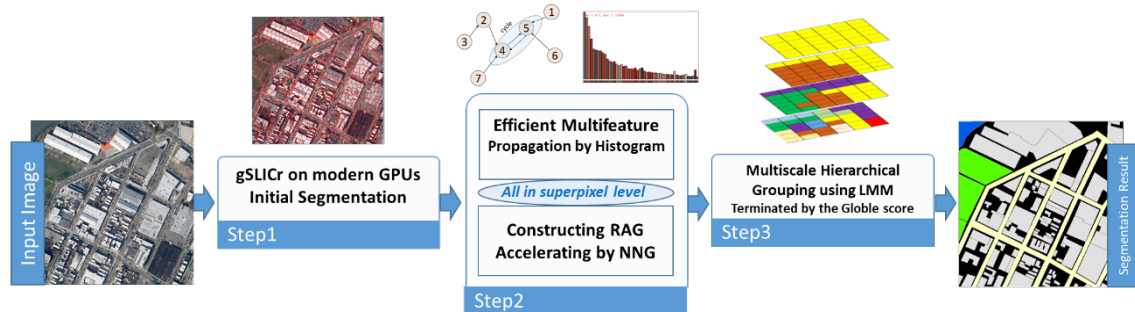 Input Image
gSLICr on modern GPUs
Initial Segmentation
Step1
1
2
3
4
5
6
7
cycle
Efficient Multifeature
Propagation by Histogram
All in superpixel level
Constructing RAG
Accelerating by NNG
Step2
Multiscale Hierarchical
Grouping using LMM
Terminated by the Globle score
Step3
Segmentation Result